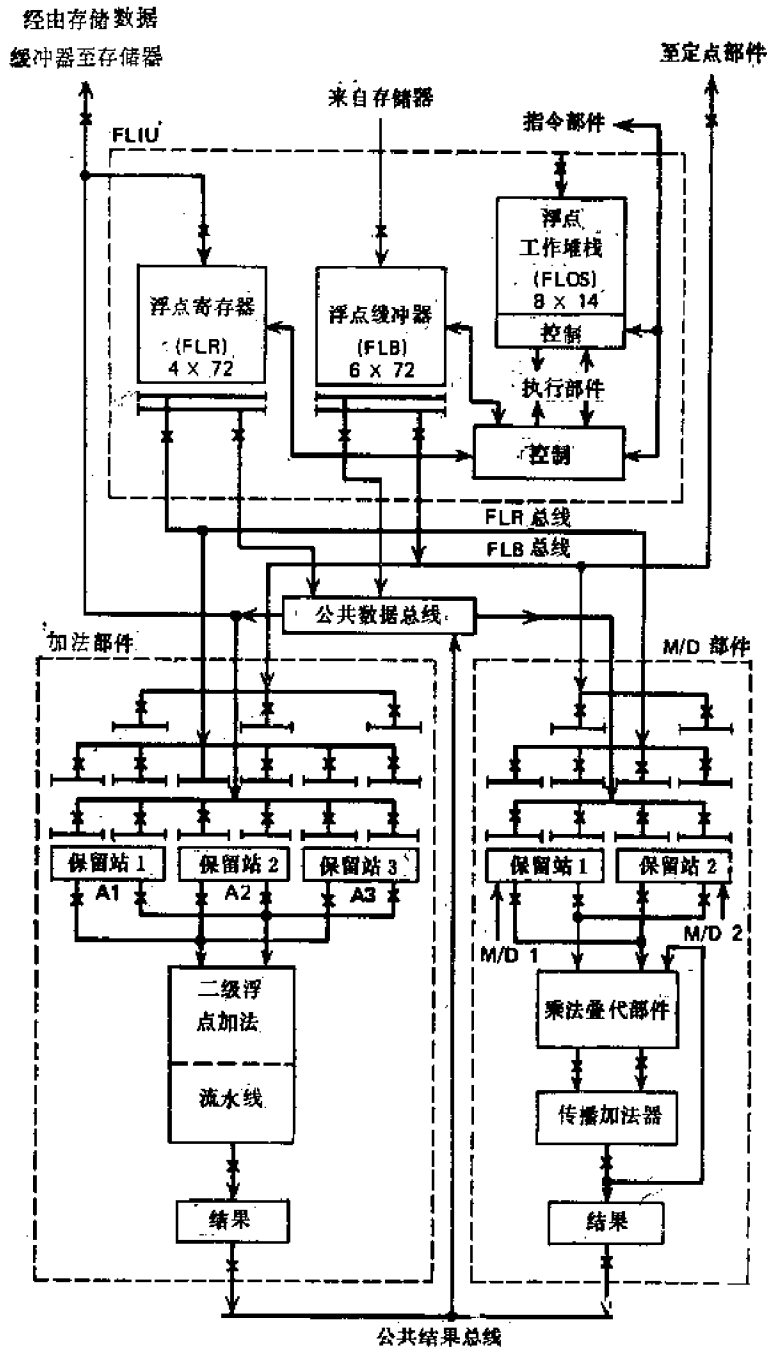 经由存储数据
缓冲器至存储器
来自存储器
至定点部件
指令部件
FLIU
浮点
工作堆栈
(FLOS)
8 X 14
控制
浮点寄存器
(FLR)
4 X 72
浮点缓冲器
(FLB)
6 X 72
执行部件
控制
FLR 总线
FLB 总线
公共数据总线
加法部件
M/D 部件
保留站 1
保留站 2
保留站 3
A1
A2
A3
保留站 1
保留站 2
M/D 1
M/D 2
二级浮
点加法
流水线
乘法叠代部件
传播加法器
结果
结果
公共结果总线